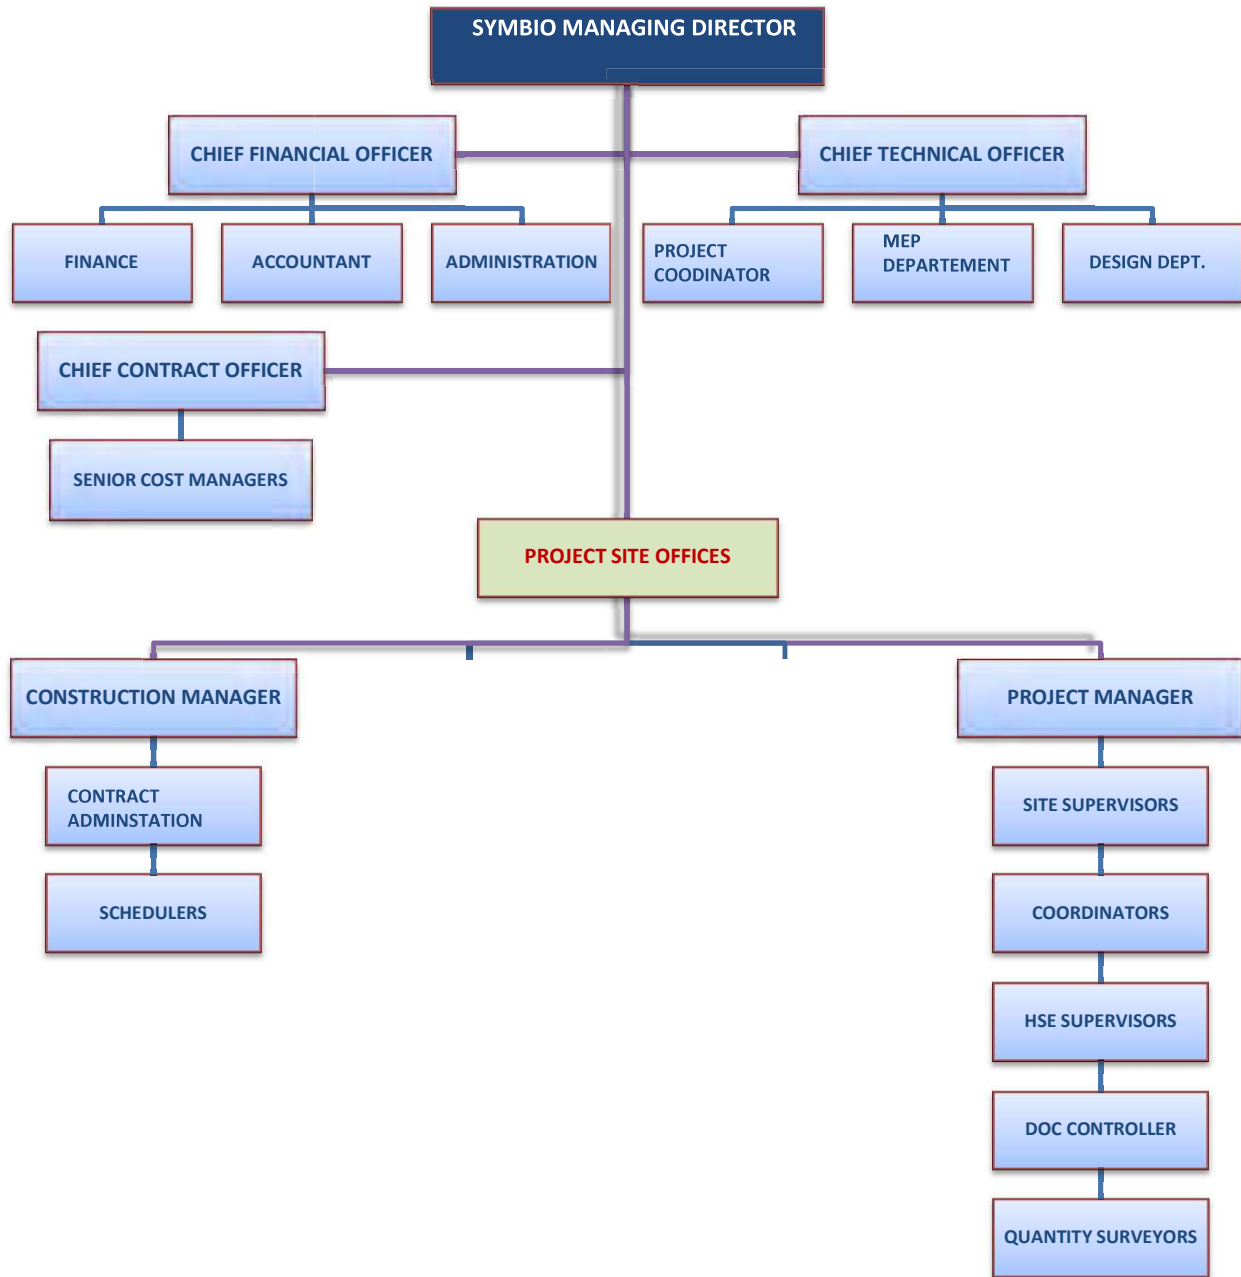 SYMBIO MANAGING DIRECTOR
CHIEF FINANCIAL OFFICER
CHIEF TECHNICAL OFFICER
FINANCE
ACCOUNTANT
ADMINISTRATION
PROJECT
COODINATOR
MEP
DEPARTEMENT
DESIGN DEPT.
CHIEF CONTRACT OFFICER
SENIOR COST MANAGERS
PROJECT SITE OFFICES
CONSTRUCTION MANAGER
PROJECT MANAGER
CONTRACT
ADMINSTATION
SITE SUPERVISORS
SCHEDULERS
COORDINATORS
HSE SUPERVISORS
DOC CONTROLLER
QUANTITY SURVEYORS